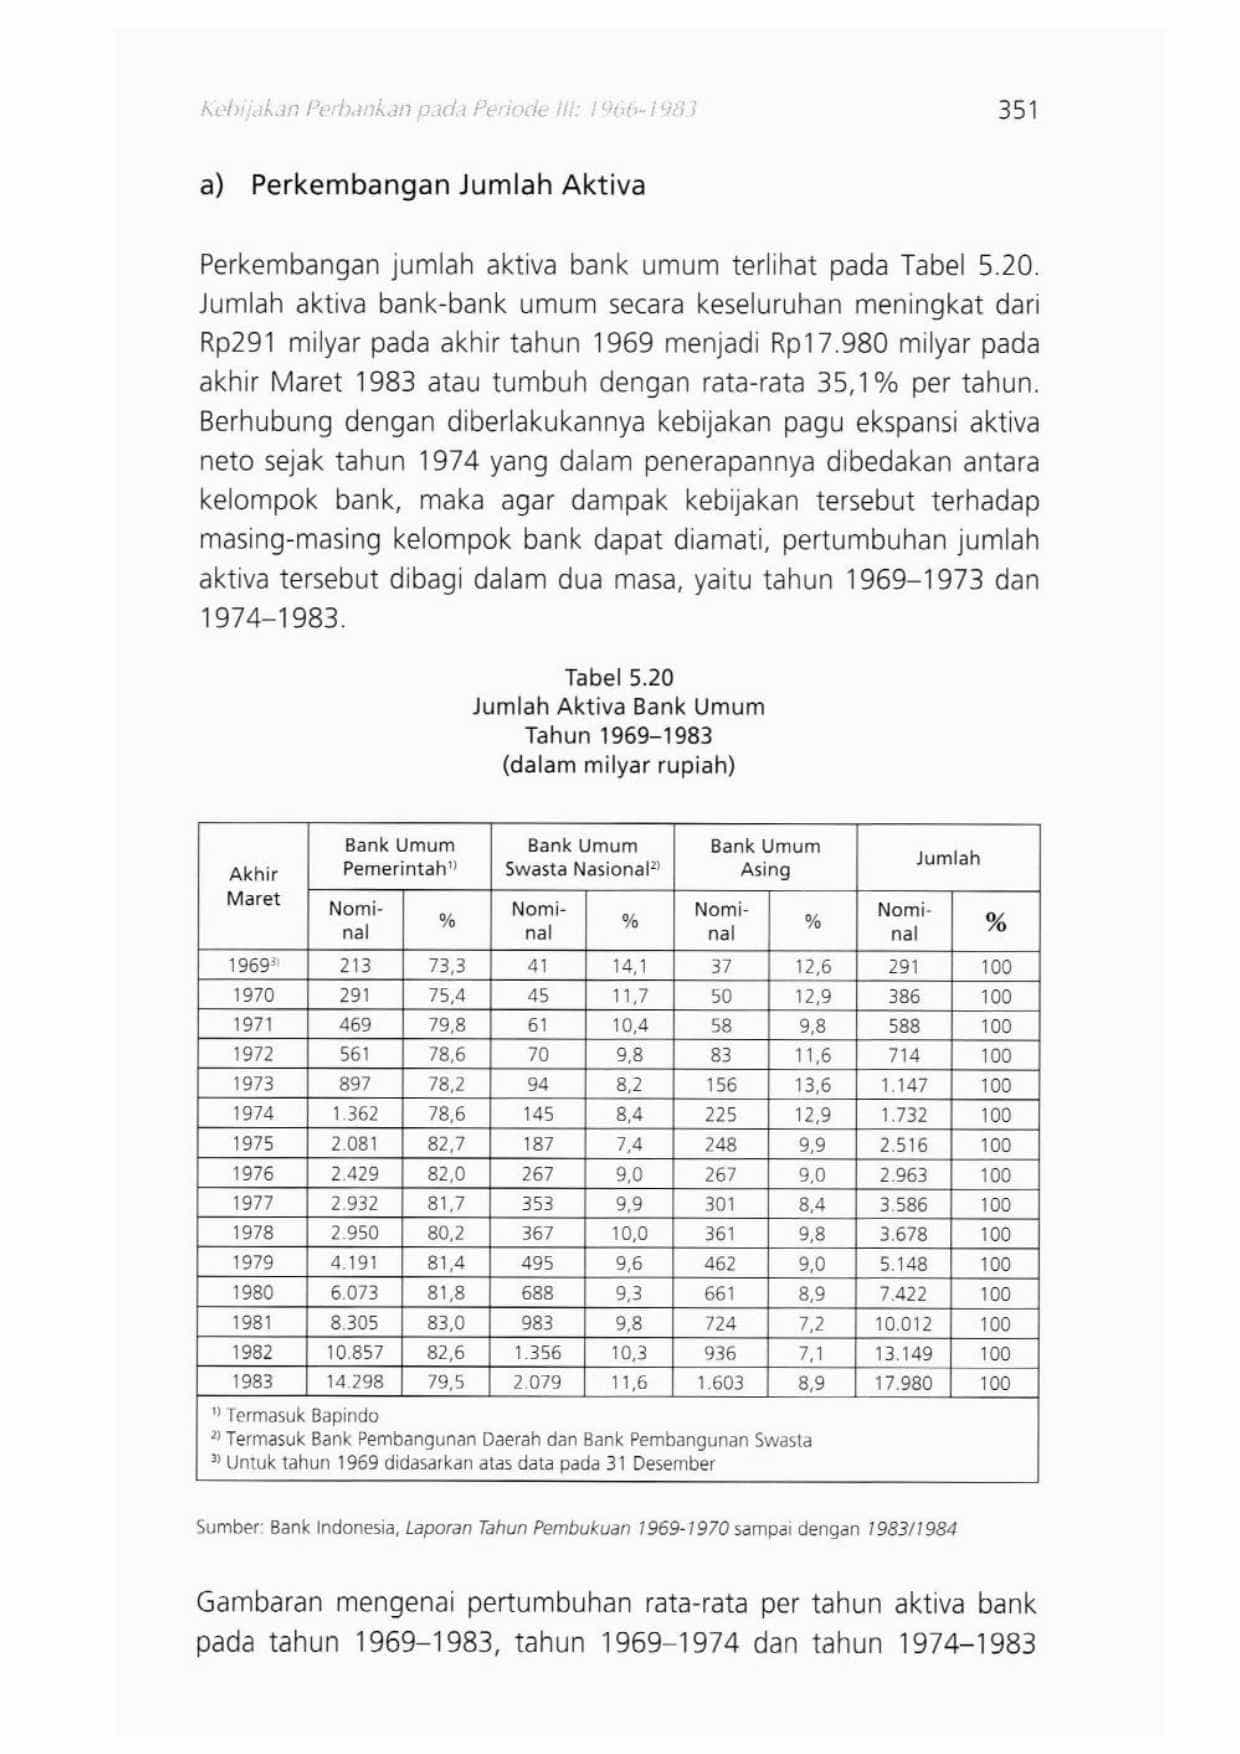 Kebijakan Perbankan pada Periode III: 1966-1983 351
a) Perkembangan Jumlah Aktiva
Perkembangan jumlah aktiva bank umum terlihat pada Tabel 5.20.
Jumlah aktiva bank-bank umum secara keseluruhan meningkat dari
Rp291 milyar pada akhir tahun 1969 menjadi Rp17.980 milyar pada
akhir Maret 1983 atau tumbuh dengan rata-rata 35,1% per tahun.
Berhubung dengan diberlakukannya kebijakan pagu ekspansi aktiva
neto sejak tahun 1974 yang dalam penerapannya dibedakan antara
kelompok bank, maka agar dampak kebijakan tersebut terhadap
masing-masing kelompok bank dapat diamati, pertumbuhan jumlah
aktiva tersebut dibagi dalam dua masa, yaitu tahun 1969–1973 dan
1974–1983.
Tabel 5.20
Jumlah Aktiva Bank Umum
Tahun 1969–1983
(dalam milyar rupiah)
Akhir Maret | Bank Umum Pemerintah¹⁾ | Bank Umum Swasta Nasional²⁾ | Bank Umum Asing | Jumlah
Nomi-nal | % | Nomi-nal | % | Nomi-nal | % | Nomi-nal | %
1969³⁾ | 213 | 73,3 | 41 | 14,1 | 37 | 12,6 | 291 | 100
1970 | 291 | 75,4 | 45 | 11,7 | 50 | 12,9 | 386 | 100
1971 | 469 | 79,8 | 61 | 10,4 | 58 | 9,8 | 588 | 100
1972 | 561 | 78,6 | 70 | 9,8 | 83 | 11,6 | 714 | 100
1973 | 897 | 78,2 | 94 | 8,2 | 156 | 13,6 | 1.147 | 100
1974 | 1.362 | 78,6 | 145 | 8,4 | 225 | 12,9 | 1.732 | 100
1975 | 2.081 | 82,7 | 187 | 7,4 | 248 | 9,9 | 2.516 | 100
1976 | 2.429 | 82,0 | 267 | 9,0 | 267 | 9,0 | 2.963 | 100
1977 | 2.932 | 81,7 | 353 | 9,9 | 301 | 8,4 | 3.586 | 100
1978 | 2.950 | 80,2 | 367 | 10,0 | 361 | 9,8 | 3.678 | 100
1979 | 4.191 | 81,4 | 495 | 9,6 | 462 | 9,0 | 5.148 | 100
1980 | 6.073 | 81,8 | 688 | 9,3 | 661 | 8,9 | 7.422 | 100
1981 | 8.305 | 83,0 | 983 | 9,8 | 724 | 7,2 | 10.012 | 100
1982 | 10.857 | 82,6 | 1.356 | 10,3 | 936 | 7,1 | 13.149 | 100
1983 | 14.298 | 79,5 | 2.079 | 11,6 | 1.603 | 8,9 | 17.980 | 100
¹⁾ Termasuk Bapindo
²⁾ Termasuk Bank Pembangunan Daerah dan Bank Pembangunan Swasta
³⁾ Untuk tahun 1969 didasarkan atas data pada 31 Desember
Sumber: Bank Indonesia, Laporan Tahun Pembukuan 1969-1970 sampai dengan 1983/1984
Gambaran mengenai pertumbuhan rata-rata per tahun aktiva bank
pada tahun 1969–1983, tahun 1969–1974 dan tahun 1974–1983